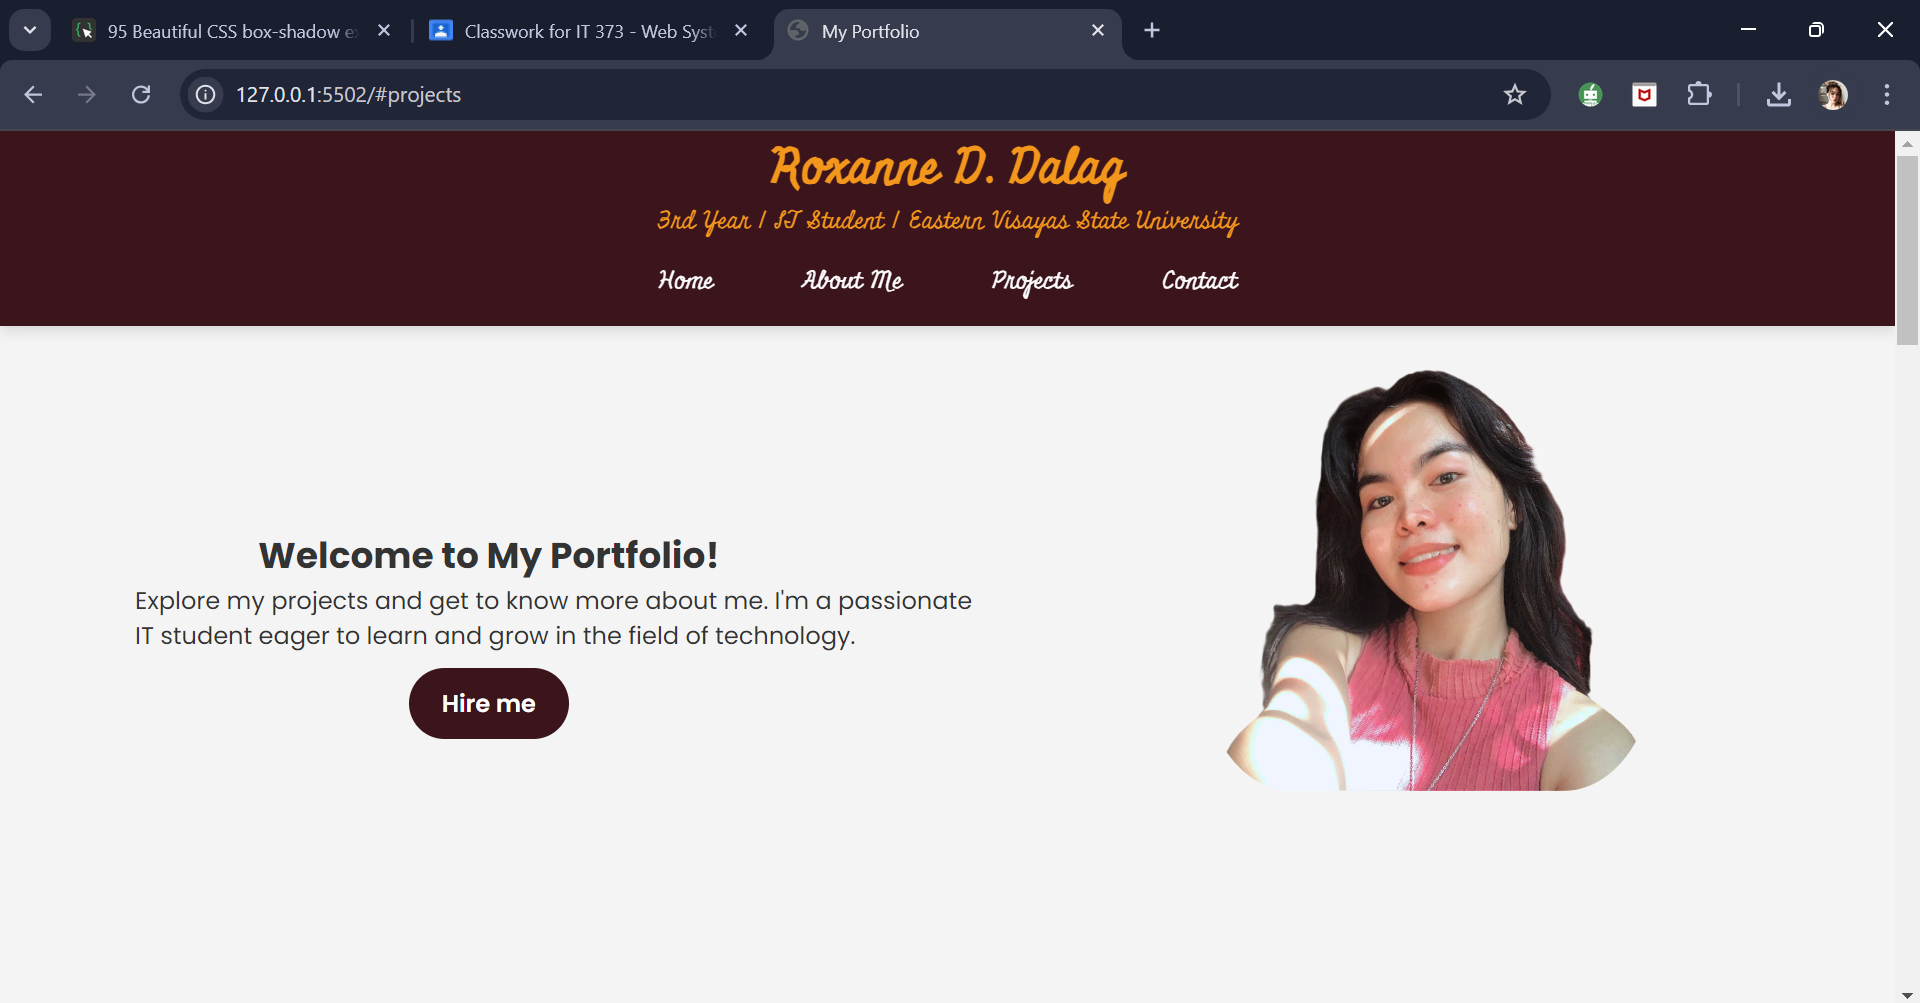 95 Beautiful CSS box-shadow ex
Classwork for IT 373 - Web Syst
My Portfolio
127.0.0.1:5502/#projects
Roxanne D. Dalag
3rd Year | IT Student | Eastern Visayas State University
Home About Me Projects Contact
Welcome to My Portfolio!
Explore my projects and get to know more about me. I'm a passionate
IT student eager to learn and grow in the field of technology.
Hire me